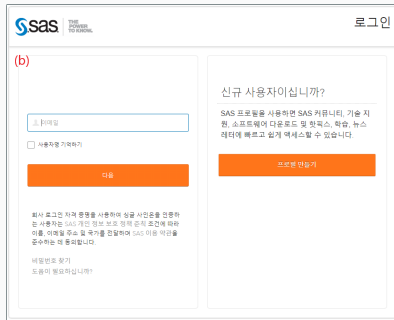 sas THE POWER TO KNOW.
로그인
(b)
이메일
사용자명 기억하기
다음
회사 로그인 자격 증명을 사용하여 싱글 사인온을 인증하
는 사용자는 SAS 개인 정보 보호 정책 준칙 조건에 따라
이름, 이메일 주소 및 국가를 전달하며 SAS 이용 약관을
준수하는 데 동의합니다.
비밀번호 찾기
도움이 필요하십니까?
신규 사용자이십니까?
SAS 프로필을 사용하면 SAS 커뮤니티, 기술 지
원, 소프트웨어 다운로드 및 핫픽스, 학습, 뉴스
레터에 빠르고 쉽게 액세스할 수 있습니다.
프로필 만들기